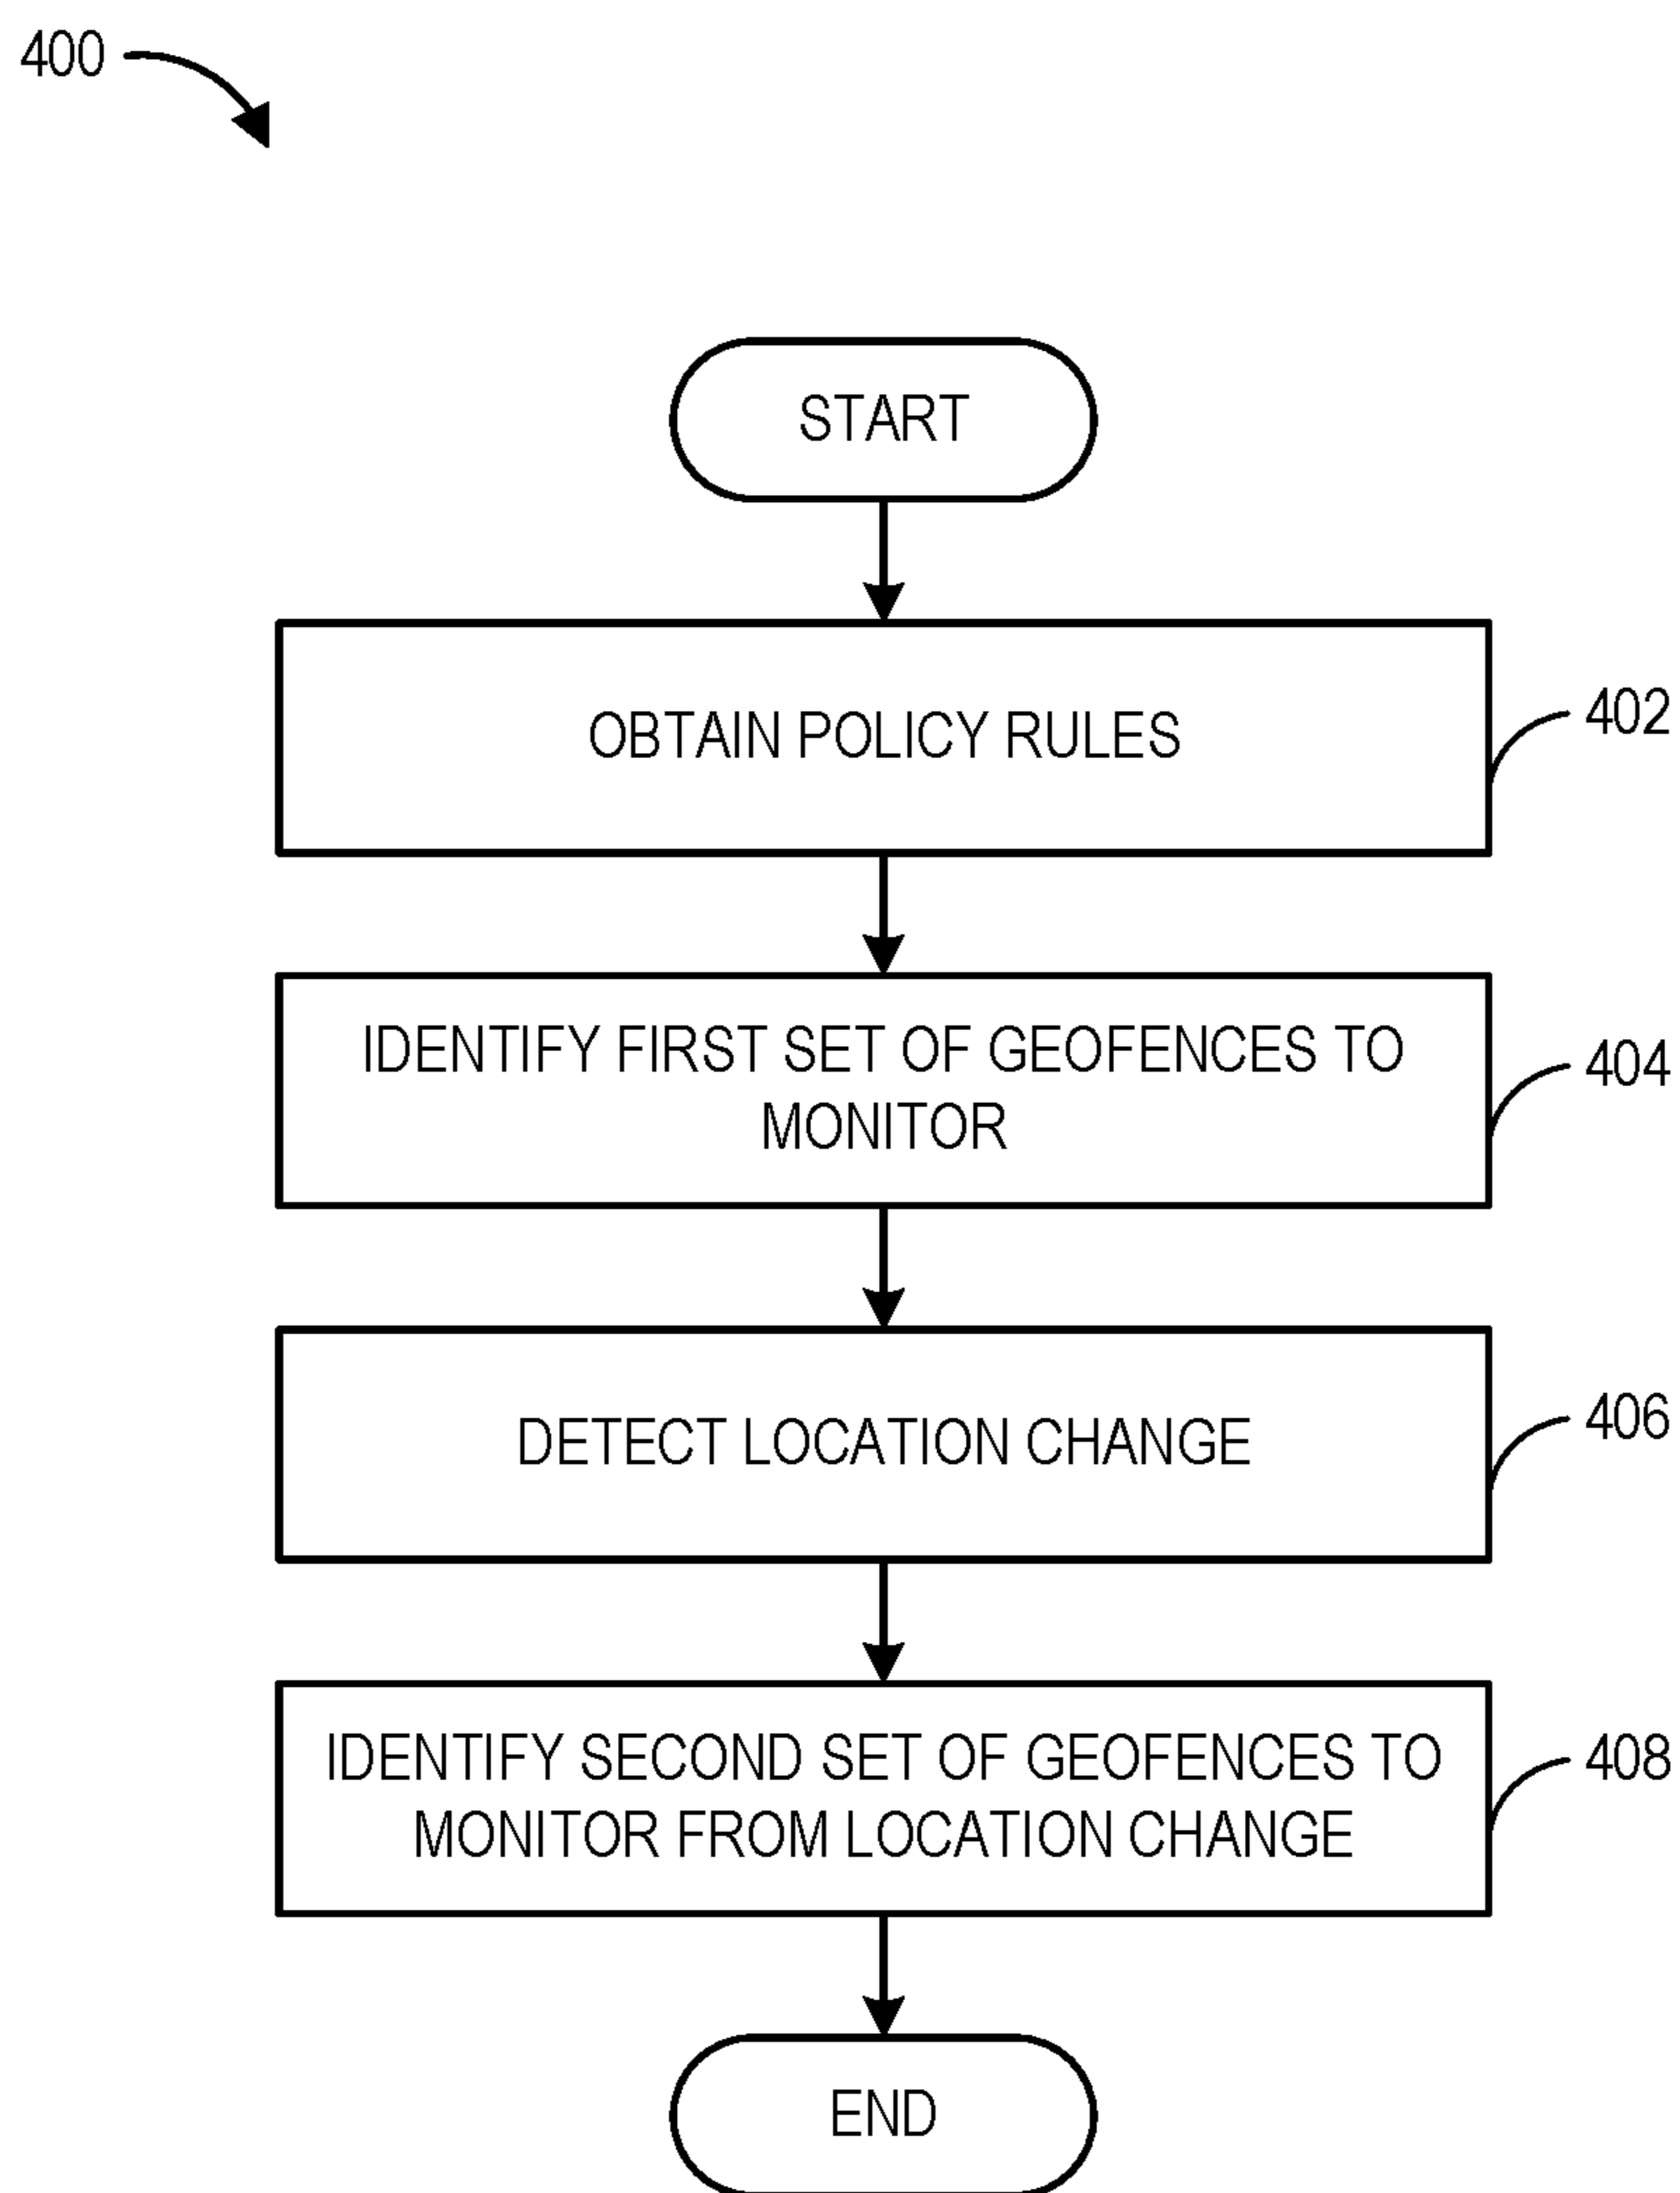 400
START
OBTAIN POLICY RULES
402
IDENTIFY FIRST SET OF GEOFENCES TO
MONITOR
404
DETECT LOCATION CHANGE
406
IDENTIFY SECOND SET OF GEOFENCES TO
MONITOR FROM LOCATION CHANGE
408
END